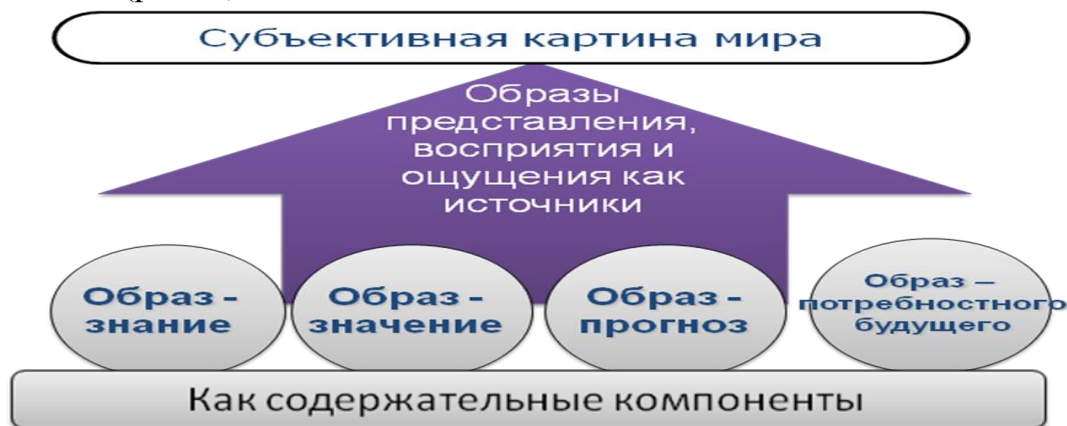 Субъективная картина мира
Образы
представления,
восприятия и
ощущения как
источники
Образ -
знание
Образ -
значение
Образ -
прогноз
Образ –
потребностного
будущего
Как содержательные компоненты